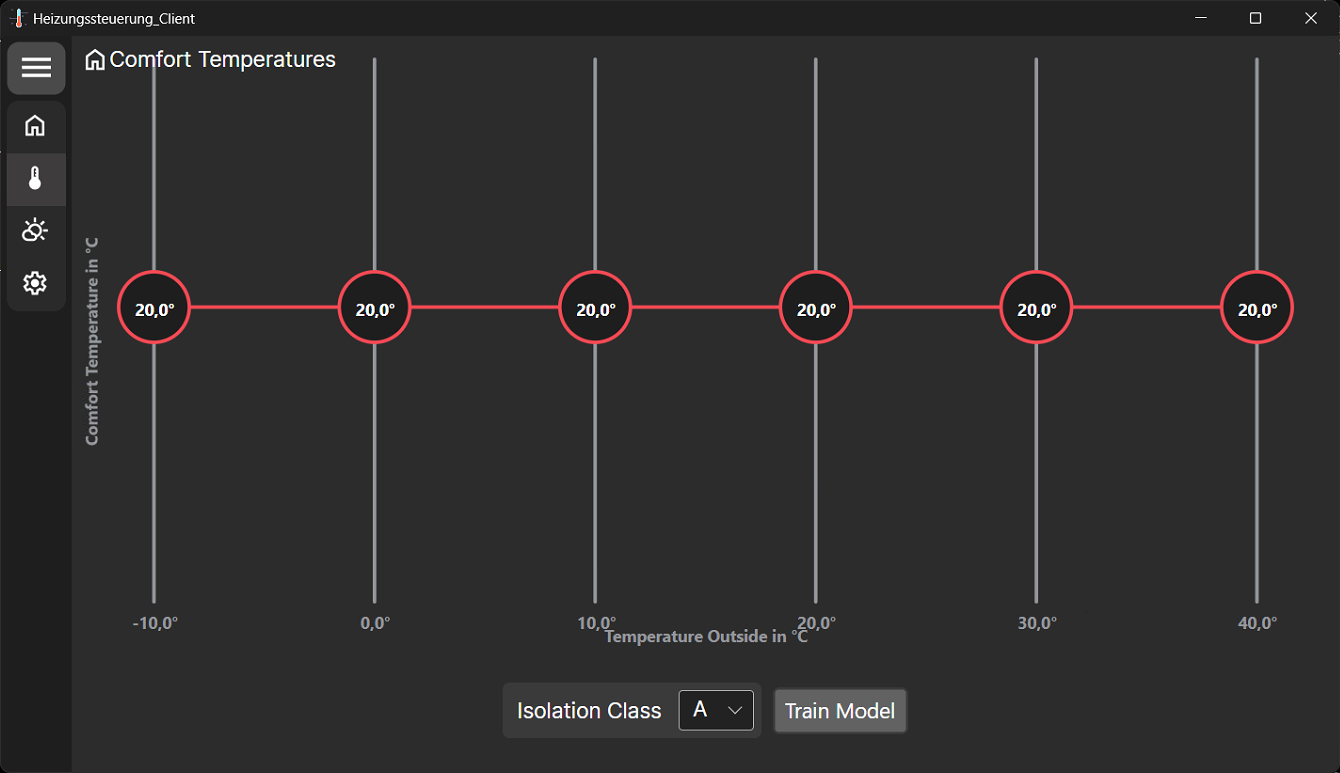 Heizungssteuerung_Client
Comfort Temperatures
Comfort Temperature in °C
20,0° 20,0° 20,0° 20,0° 20,0° 20,0°
-10,0° 0,0° 10,0° 20,0° 30,0° 40,0°
Temperature Outside in °C
Isolation Class A Train Model